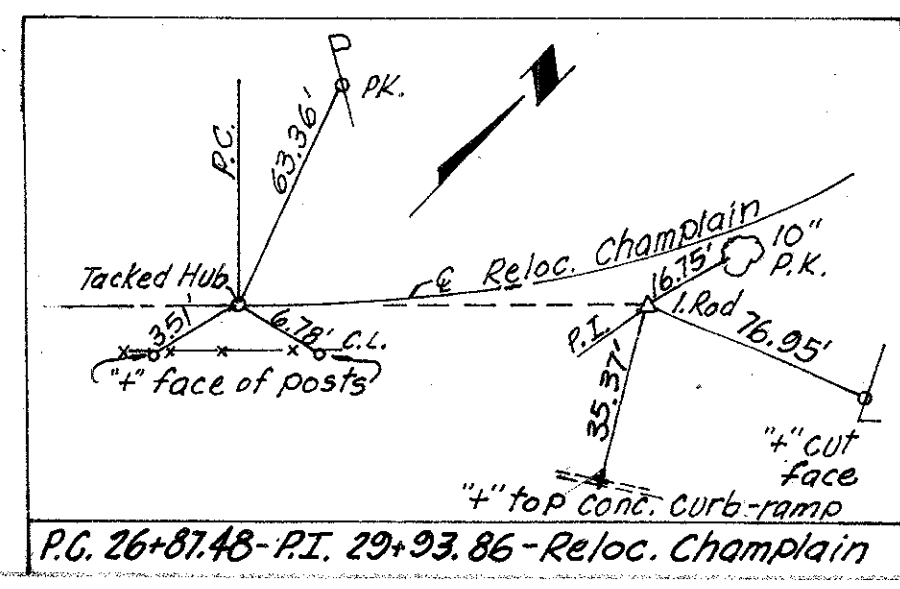 P
PK.
63.36'
P.C.
Reloc. Champlain
℄
10"
P.K.
16.75'
Tacked Hub
I.Rod
3.51'
6.78'
C.L.
P.I.
76.95'
"+" face of posts
35.37'
"+" cut
face
"+" top conc. curb-ramp
P.C. 26+87.48-P.I. 29+93.86-Reloc. Champlain